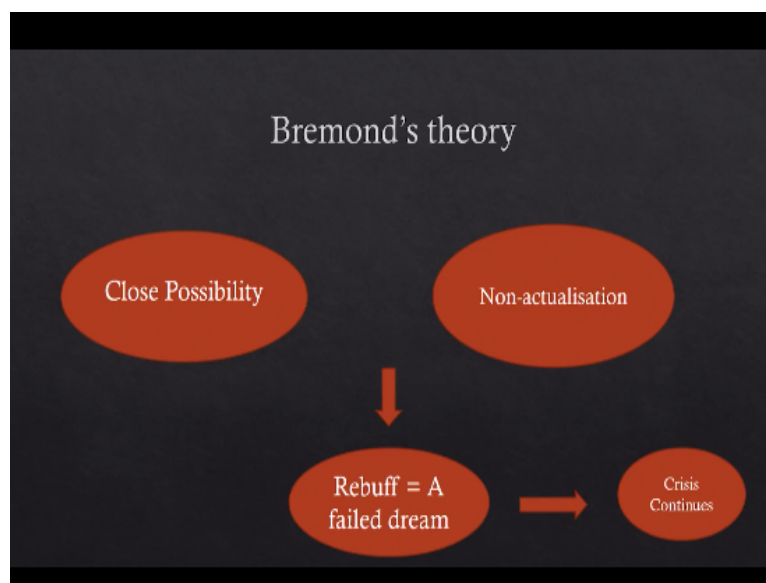 Bremond's theory
Close Possibility
Non-actualisation
Rebuff = A
failed dream
Crisis
Continues